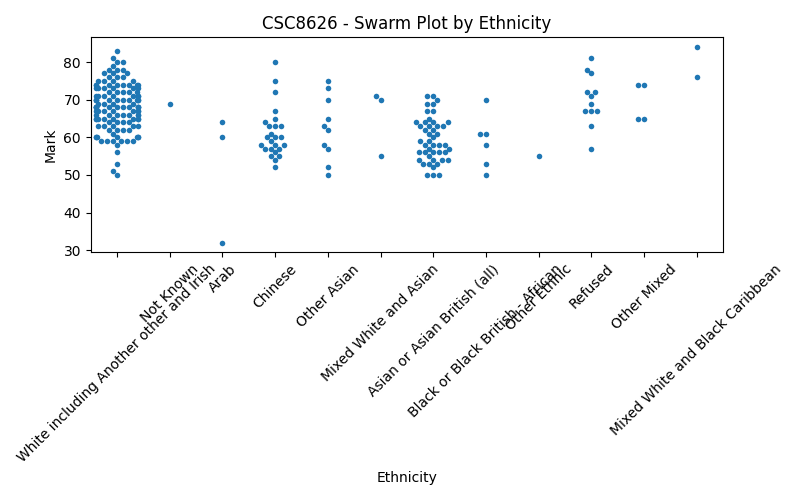 CSC8626 - Swarm Plot by Ethnicity
Mark
80
70
60
50
40
30
White including Another other and Irish
Not Known
Arab
Chinese
Other Asian
Mixed White and Asian
Asian or Asian British (all)
Black or Black British - African
Other Ethnic
Refused
Other Mixed
Mixed White and Black Caribbean
Ethnicity